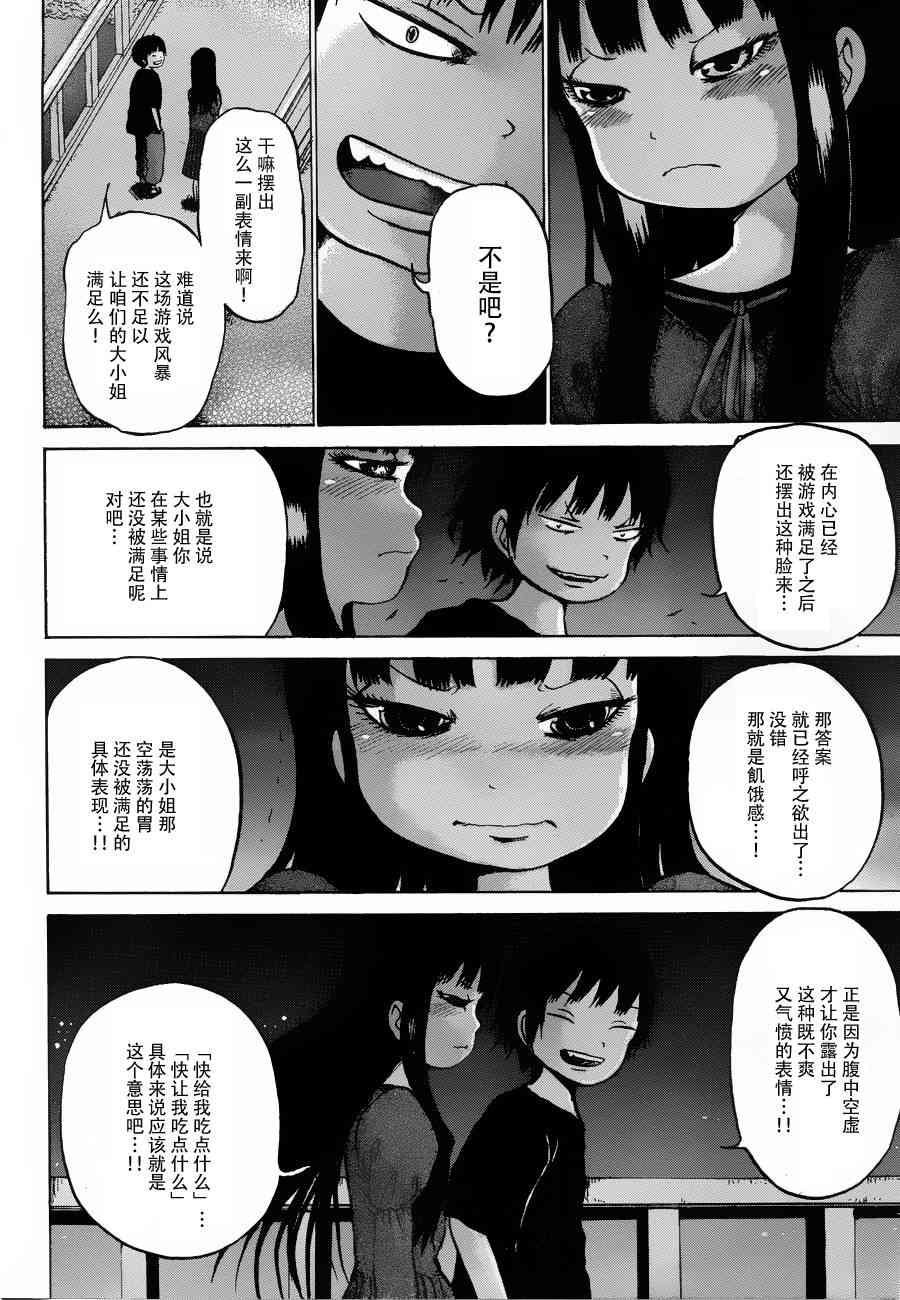 不是吧?
干嘛摆出
这么一副表情来啊!
难道说
这场游戏风暴
还不足以
让咱们的大小姐
满足么!
在内心已经
被游戏满足了之后
还摆出这种脸来…
也就是说
大小姐你
在某些事情上
还没被满足呢
对吧…
那答案
就已经呼之欲出了…
没错
那就是飢饿感…!
是大小姐那
空荡荡的胃
还没被满足的
具体表现…!!
正是因为腹中空虚
才让你露出了
这种既不爽
又气愤的表情…!!
「快给我吃点什么」…
「快让我吃点什么」
具体来说应该就是
这个意思吧…!!